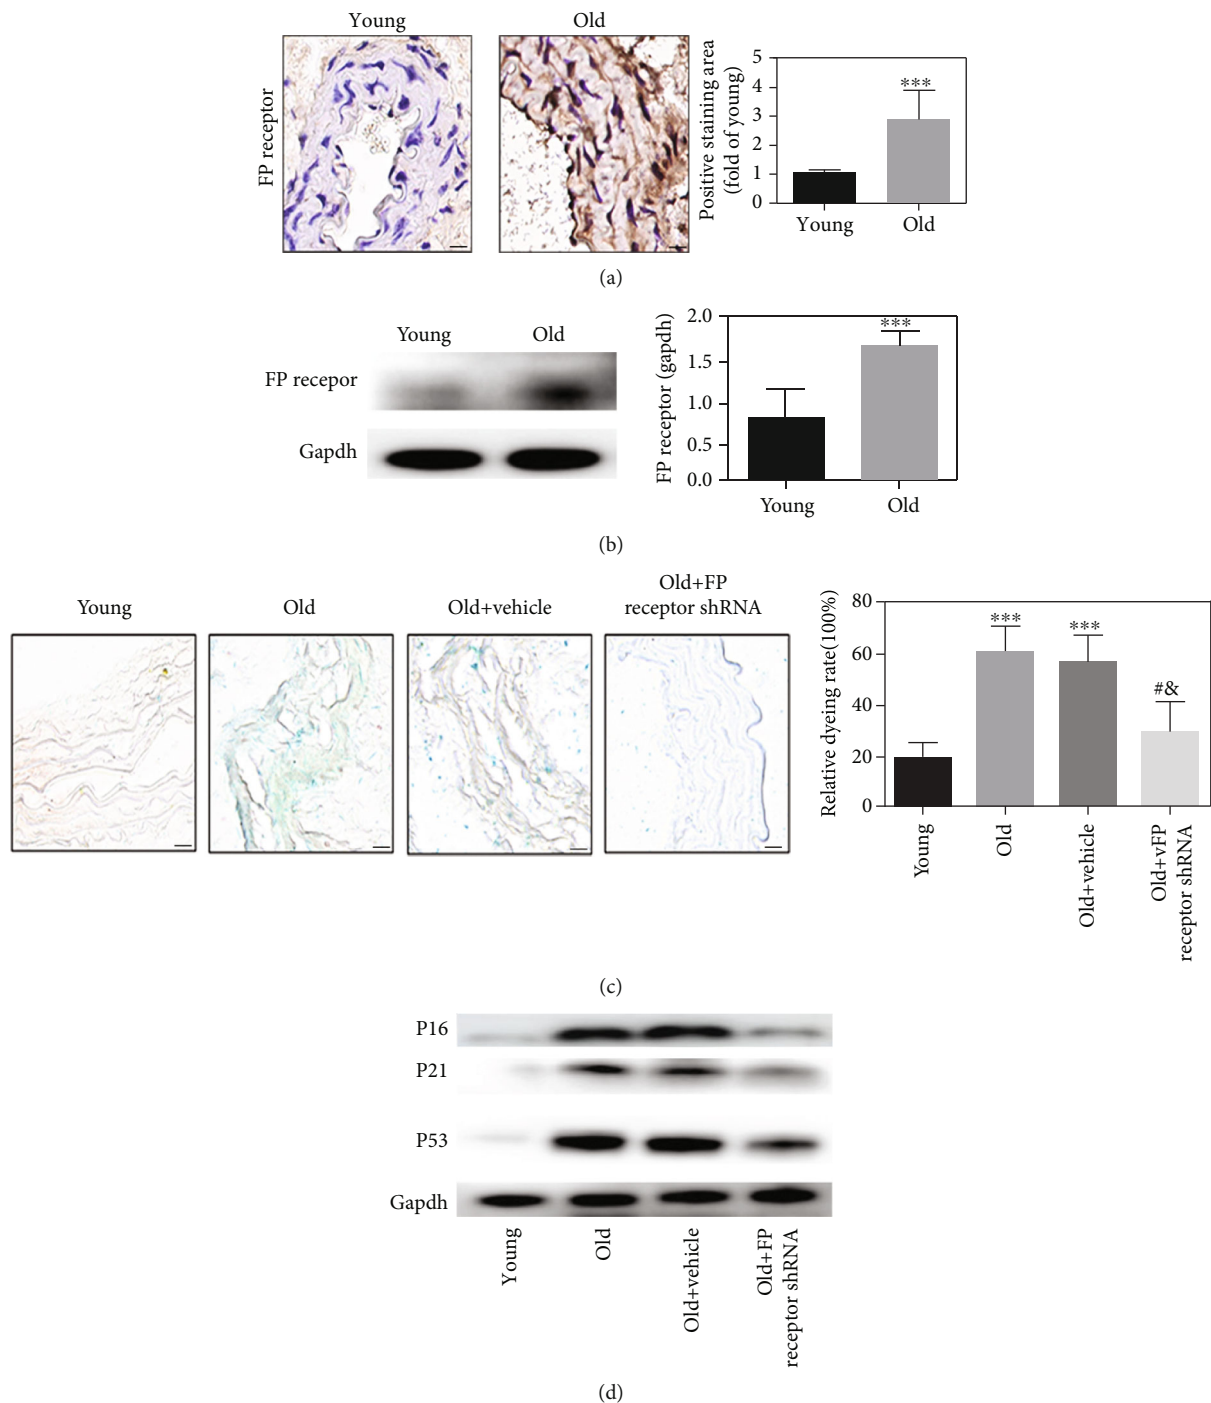 Young
Old
FP receptor
Positive staining area
(fold of young)
5
4
3
2
1
0
***
Young
Old
(a)
Young
Old
FP recepor
Gapdh
FP receptor (gapdh)
2.0
1.5
1.0
0.5
0.0
***
Young
Old
(b)
Young
Old
Old+vehicle
Old+FP
receptor shRNA
Relative dyeing rate(100%)
80
60
40
20
0
***
***
#&
Young
Old
Old+vehicle
Old+vFP
receptor shRNA
(c)
P16
P21
P53
Gapdh
Young
Old
Old+vehicle
Old+FP
receptor shRNA
(d)